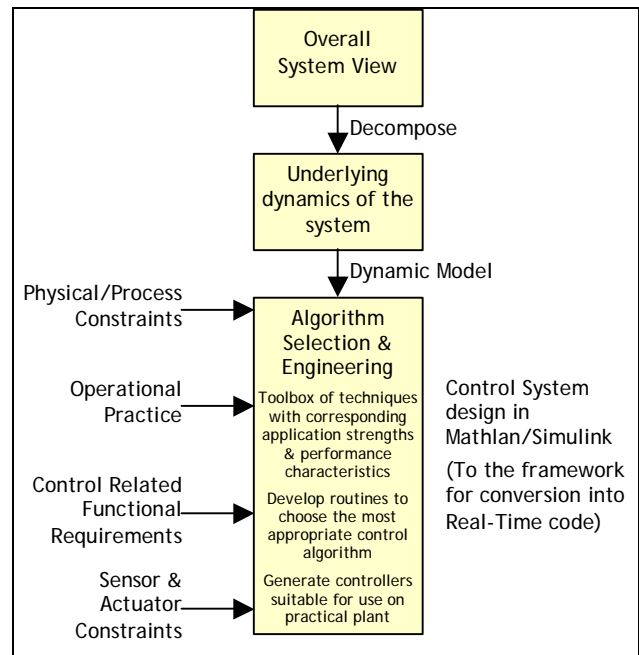 Overall
System View
Decompose
Underlying
dynamics of the
system
Dynamic Model
Physical/Process
Constraints
Operational
Practice
Control Related
Functional
Requirements
Sensor &
Actuator
Constraints
Algorithm
Selection &
Engineering
Toolbox of techniques
with corresponding
application strengths
& performance
characteristics
Develop routines to
choose the most
appropriate control
algorithm
Generate controllers
suitable for use on
practical plant
Control System
design in
Mathlan/Simulink
(To the framework
for conversion into
Real-Time code)